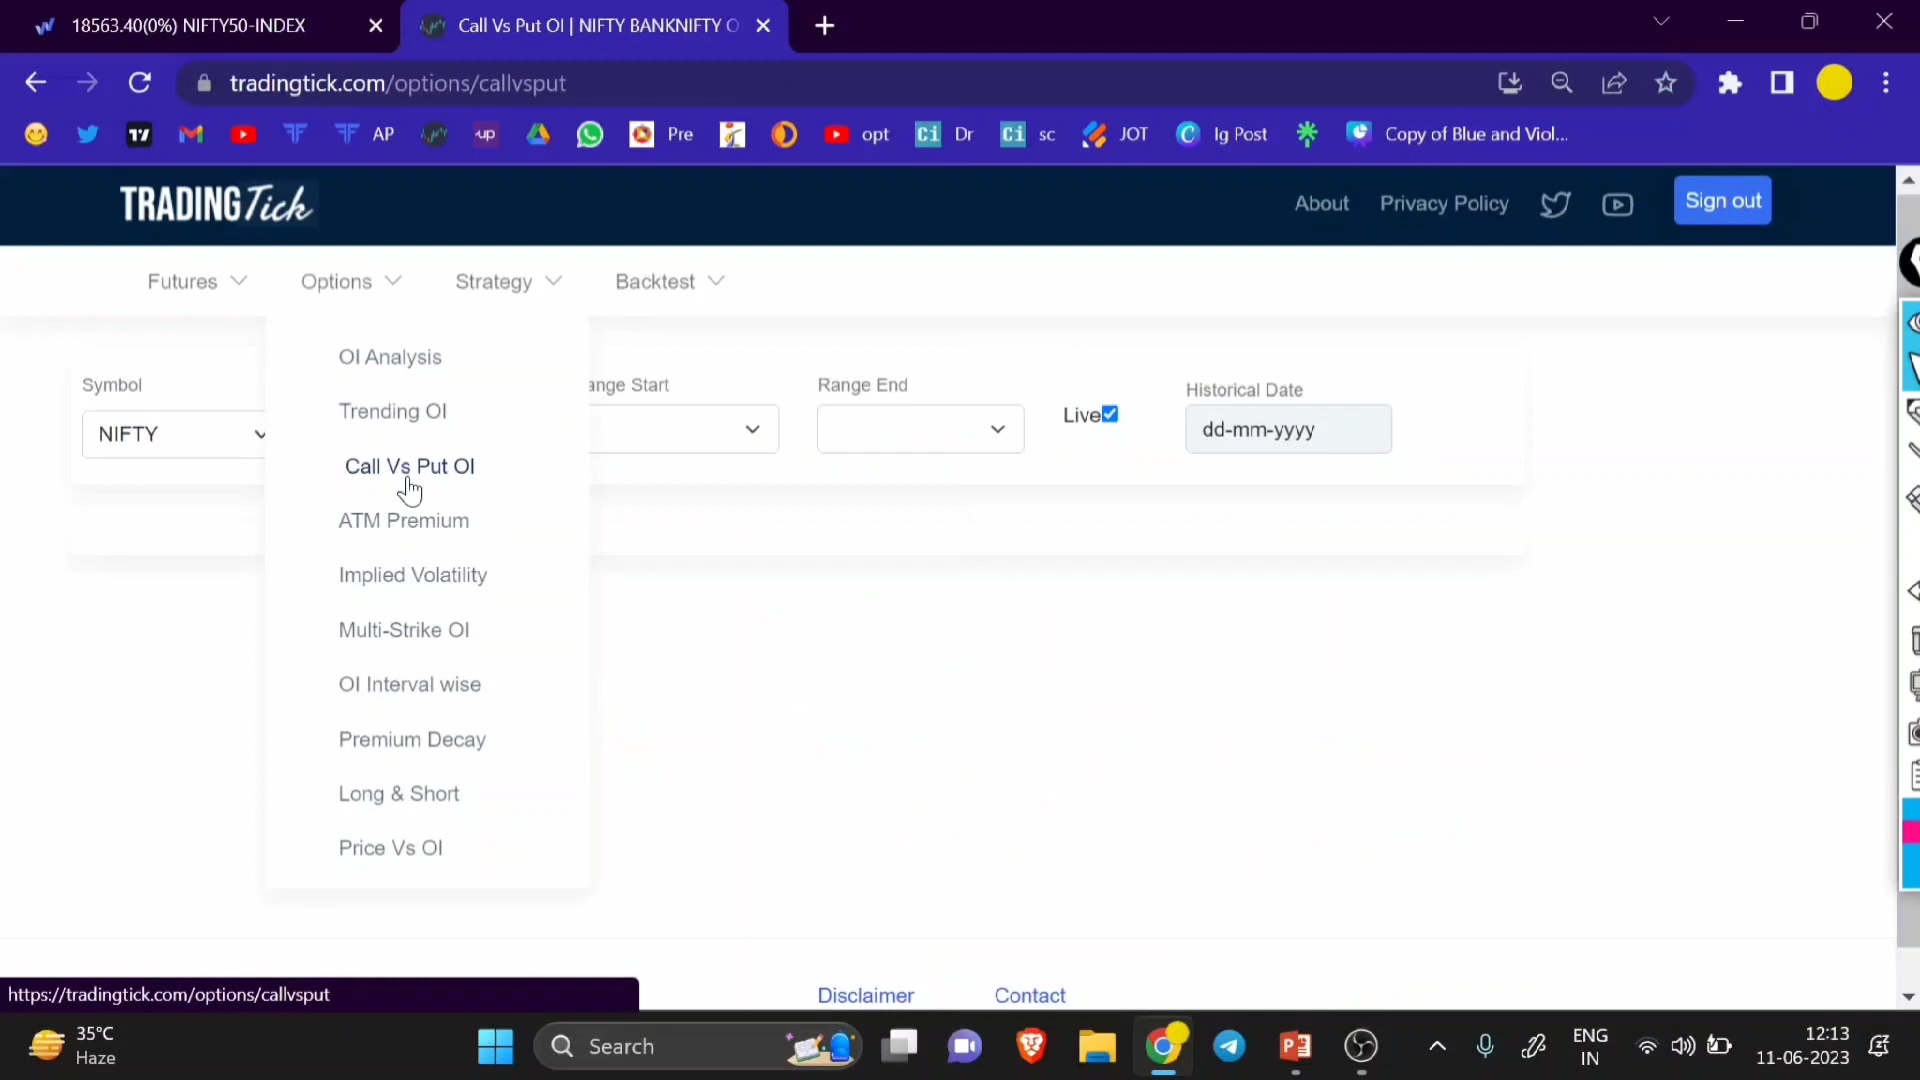 18563.40(0%) NIFTY50-INDEX
Call Vs Put OI | NIFTY BANKNIFTY O
tradingtick.com/options/callvsput
AP
up
Pre
opt
Ci Dr
Ci sc
JOT
Ig Post
Copy of Blue and Viol...
TRADINGTick
About
Privacy Policy
Sign out
Futures
Options
Strategy
Backtest
OI Analysis
Trending OI
Call Vs Put OI
ATM Premium
Implied Volatility
Multi-Strike OI
OI Interval wise
Premium Decay
Long & Short
Price Vs OI
Symbol
NIFTY
ange Start
Range End
Live
Historical Date
dd-mm-yyyy
https://tradingtick.com/options/callvsput
Disclaimer
Contact
35°C
Haze
Search
ENG
IN
12:13
11-06-2023